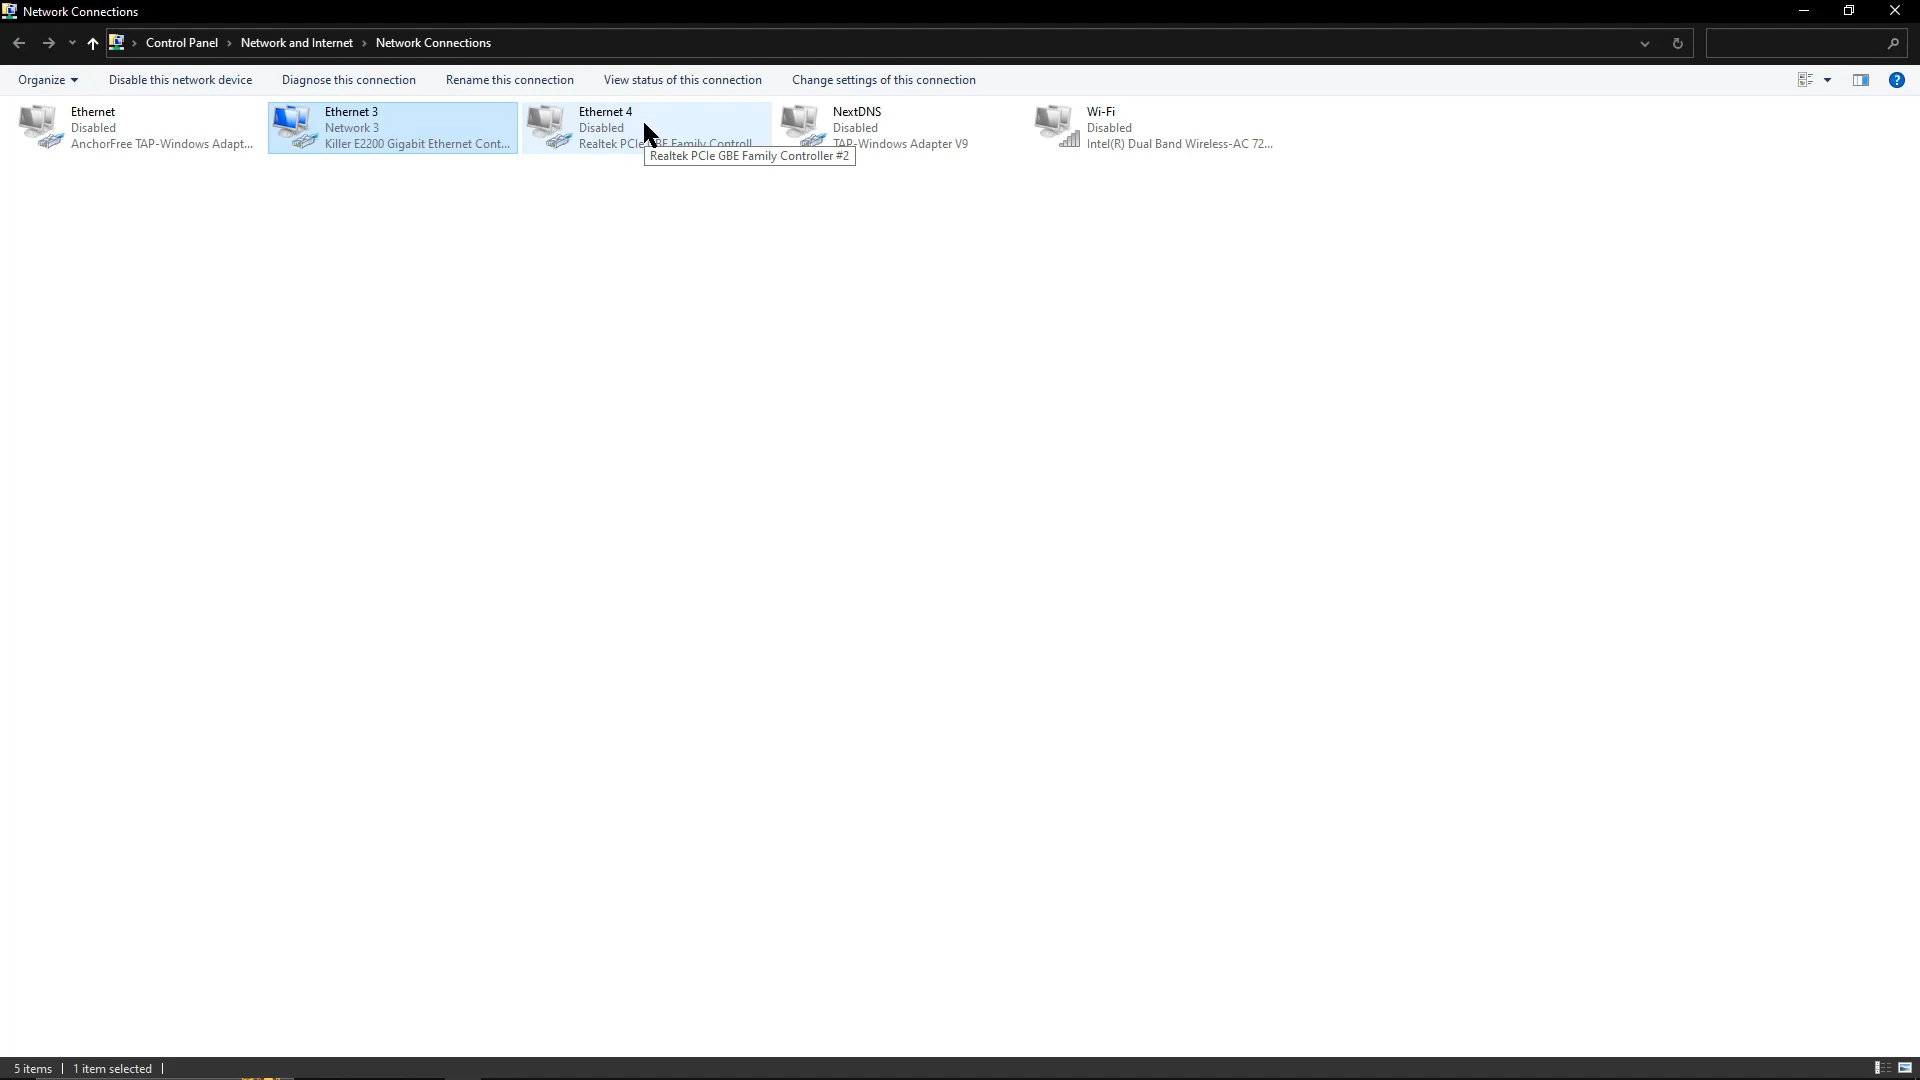 Network Connections
Control Panel › Network and Internet › Network Connections
Organize Disable this network device Diagnose this connection Rename this connection View status of this connection Change settings of this connection
Ethernet
Disabled
AnchorFree TAP-Windows Adapt...
Ethernet 3
Network 3
Killer E2200 Gigabit Ethernet Cont...
Ethernet 4
Disabled
Realtek PCIe GBE Family Controll...
Realtek PCIe GBE Family Controller #2
NextDNS
Disabled
TAP-Windows Adapter V9
Wi-Fi
Disabled
Intel(R) Dual Band Wireless-AC 72...
5 items 1 item selected